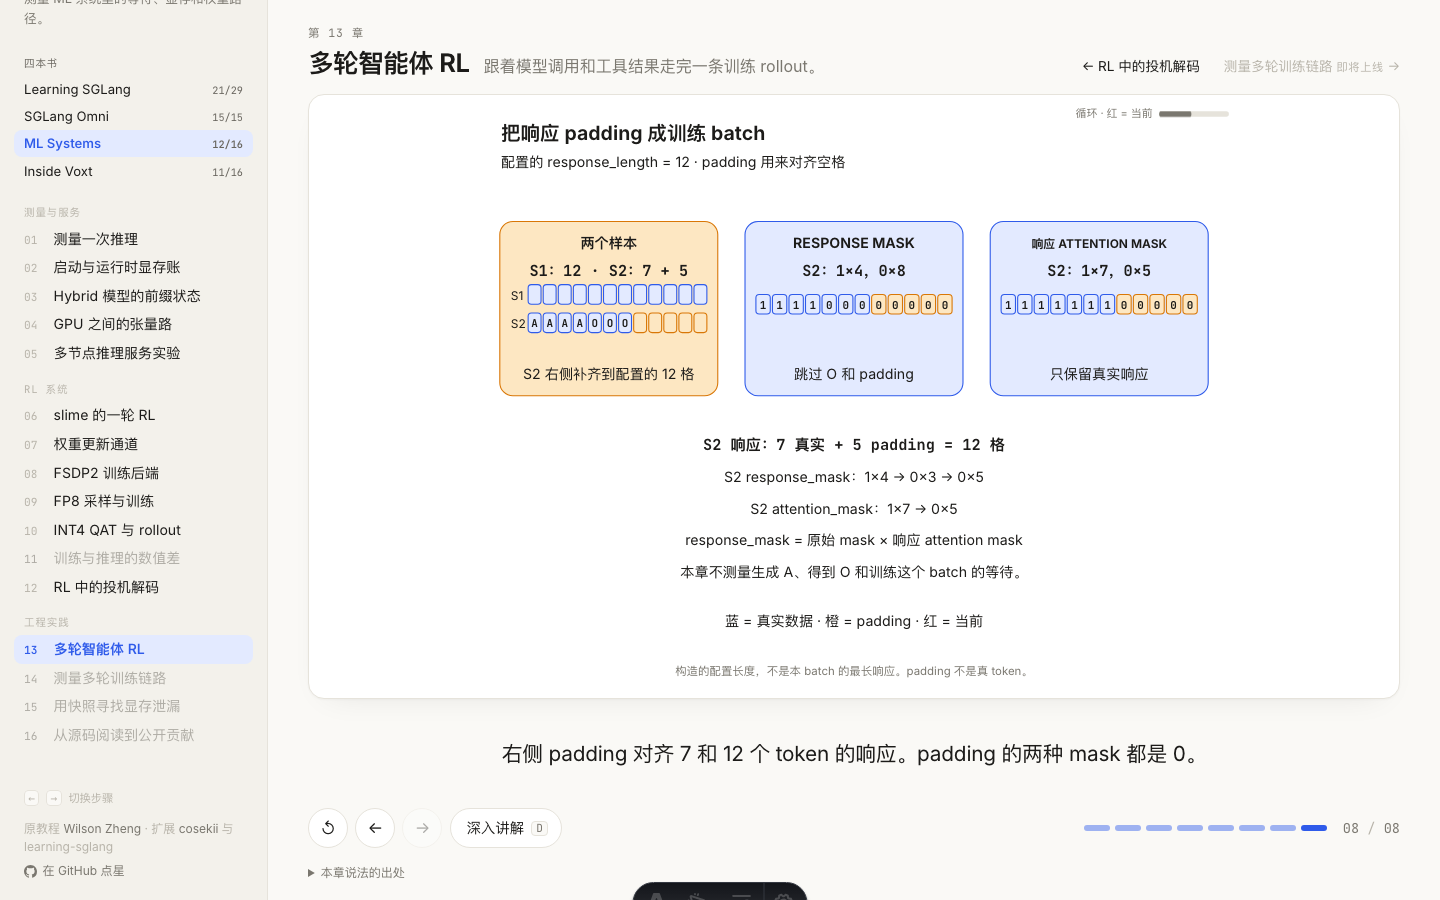 测量 ML 系统里的等待、显存和权重路
径。
四本书
Learning SGLang 21/29
SGLang Omni 15/15
ML Systems 12/16
Inside Voxt 11/16
测量与服务
01 测量一次推理
02 启动与运行时显存账
03 Hybrid 模型的前缀状态
04 GPU 之间的张量路
05 多节点推理服务实验
RL 系统
06 slime 的一轮 RL
07 权重更新通道
08 FSDP2 训练后端
09 FP8 采样与训练
10 INT4 QAT 与 rollout
11 训练与推理的数值差
12 RL 中的投机解码
工程实践
13 多轮智能体 RL
14 测量多轮训练链路
15 用快照寻找显存泄漏
16 从源码阅读到公开贡献
← → 切换步骤
原教程 Wilson Zheng · 扩展 cosekii 与
learning-sglang
在 GitHub 点星
第 13 章
多轮智能体 RL 跟着模型调用和工具结果走完一条训练 rollout。
← RL 中的投机解码 测量多轮训练链路 即将上线 →
循环 · 红 = 当前
把响应 padding 成训练 batch
配置的 response_length = 12 · padding 用来对齐空格
两个样本
S1: 12 · S2: 7 + 5
S1
S2 A A A A O O O
S2 右侧补齐到配置的 12 格
RESPONSE MASK
S2: 1×4, 0×8
1 1 1 1 0 0 0 0 0 0 0 0
跳过 O 和 padding
响应 ATTENTION MASK
S2: 1×7, 0×5
1 1 1 1 1 1 1 0 0 0 0 0
只保留真实响应
S2 响应: 7 真实 + 5 padding = 12 格
S2 response_mask: 1×4 → 0×3 → 0×5
S2 attention_mask: 1×7 → 0×5
response_mask = 原始 mask × 响应 attention mask
本章不测量生成 A、得到 O 和训练这个 batch 的等待。
蓝 = 真实数据 · 橙 = padding · 红 = 当前
构造的配置长度，不是本 batch 的最长响应。padding 不是真 token。
右侧 padding 对齐 7 和 12 个 token 的响应。padding 的两种 mask 都是 0。
← → 深入讲解 D
08 / 08
▶ 本章说法的出处